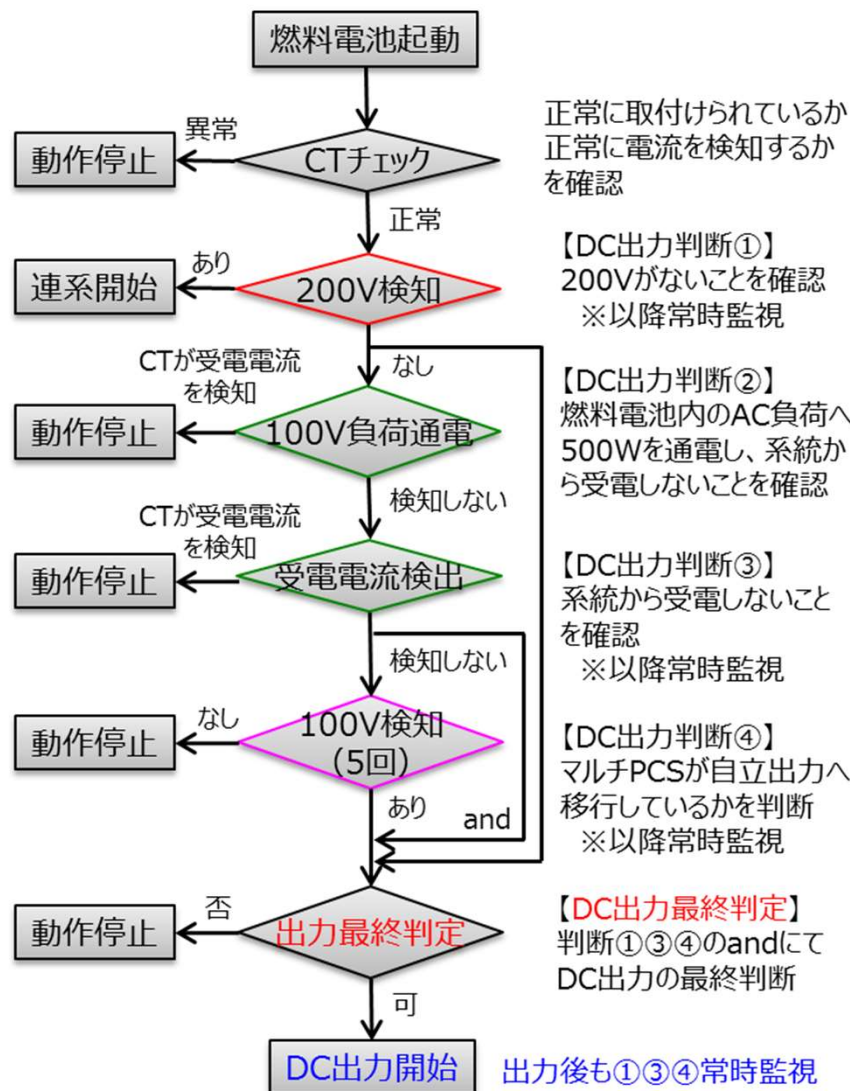 燃料電池起動
異常
動作停止
CTチェック
正常に取付けられているか
正常に電流を検知するか
を確認
正常
あり
連系開始
200V検知
【DC出力判断①】
200Vがないことを確認
※以降常時監視
なし
CTが受電電流
を検知
動作停止
100V負荷通電
【DC出力判断②】
燃料電池内のAC負荷へ
500Wを通電し、系統か
ら受電しないことを確認
検知しない
CTが受電電流
を検知
動作停止
受電電流検出
【DC出力判断③】
系統から受電しないこと
を確認
※以降常時監視
検知しない
なし
動作停止
100V検知
(5回)
【DC出力判断④】
マルチPCSが自立出力へ
移行しているかを判断
※以降常時監視
あり
and
否
動作停止
出力最終判定
【DC出力最終判定】
判断①③④のandにて
DC出力の最終判断
可
DC出力開始
出力後も①③④常時監視